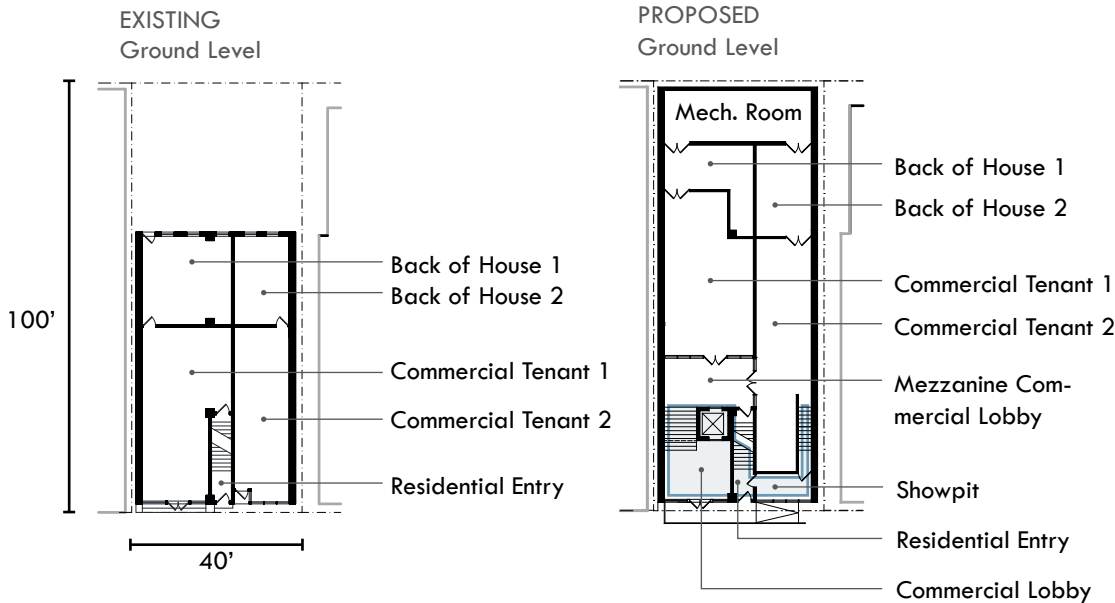 EXISTING
Ground Level
100’
Back of House 1
Back of House 2
Commercial Tenant 1
Commercial Tenant 2
Residential Entry
40’
PROPOSED
Ground Level
Mech. Room
Back of House 1
Back of House 2
Commercial Tenant 1
Commercial Tenant 2
Mezzanine Com-
mercial Lobby
Showpit
Residential Entry
Commercial Lobby